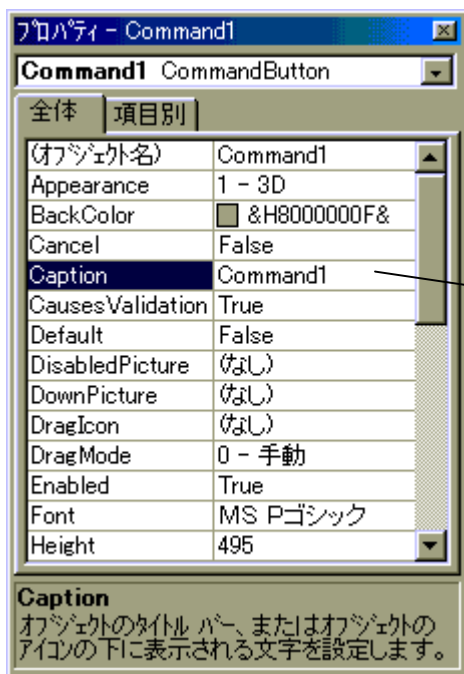 ﾌﾟﾛﾊﾟﾃｨ - Command1
Command1 CommandButton
全体 項目別
(ｵﾌﾞｼﾞｪｸﾄ名) Command1
Appearance 1 - 3D
BackColor &H8000000F&
Cancel False
Caption Command1
CausesValidation True
Default False
DisabledPicture (なし)
DownPicture (なし)
DragIcon (なし)
DragMode 0 - 手動
Enabled True
Font MS Pゴシック
Height 495
Caption
ｵﾌﾞｼﾞｪｸﾄのﾀｲﾄﾙ ﾊﾞｰ、またはｵﾌﾞｼﾞｪｸﾄの
ｱｲｺﾝの下に表示される文字を設定します。